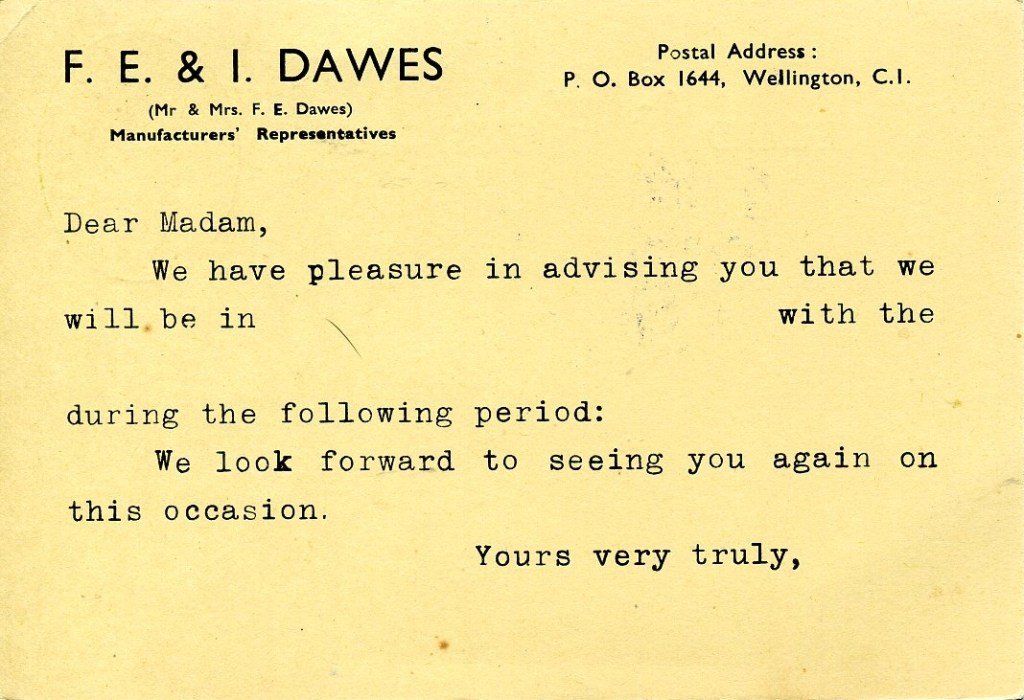 F. E. & I. DAWES
(Mr & Mrs. F. E. Dawes)
Manufacturers' Representatives
Postal Address :
P. O. Box 1644, Wellington, C.I.
Dear Madam,
We have pleasure in advising you that we
will be in with the
during the following period:
We look forward to seeing you again on
this occasion.
Yours very truly,